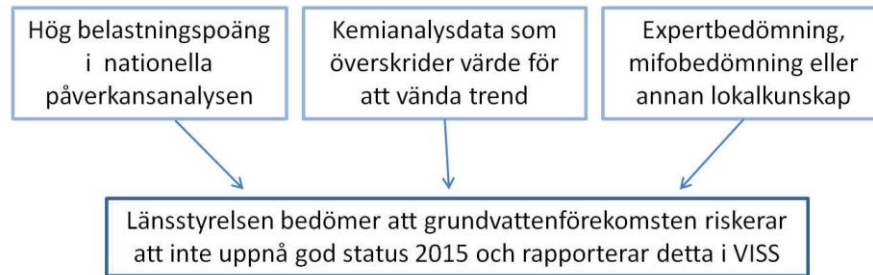 Hög belastningspoäng
i nationella
påverkansanalysen
Kemianalysdata som
överskrider värde för
att vända trend
Expertbedömning,
mifobedömning eller
annan lokalkunskap
Länsstyrelsen bedömer att grundvattenförekomsten riskerar
att inte uppnå god status 2015 och rapporterar detta i VISS